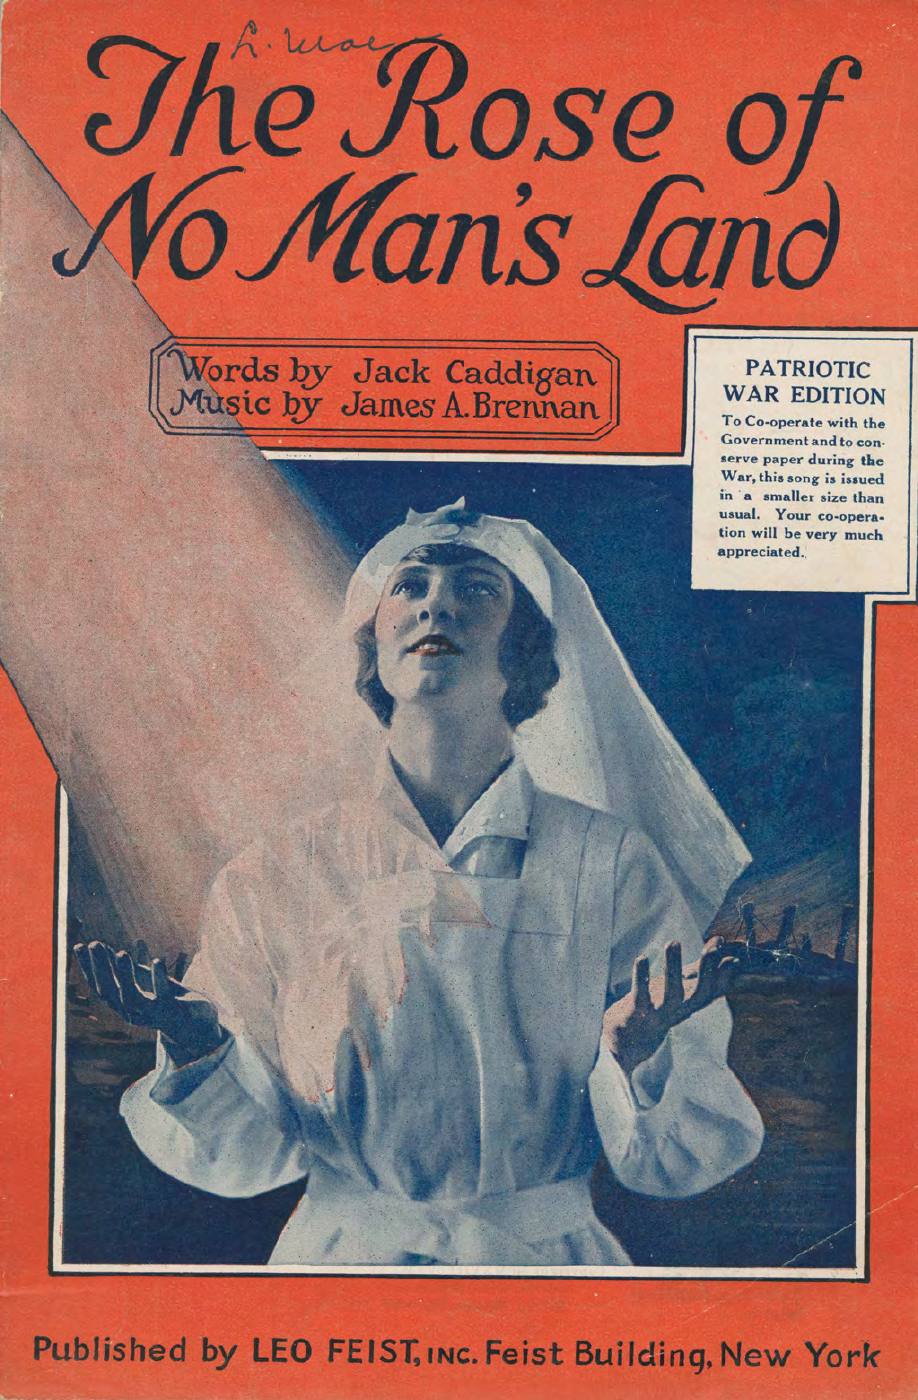 The Rose of
No Man's Land
Words by Jack Caddigan
Music by James A. Brennan
PATRIOTIC
WAR EDITION
To Co-operate with the
Government and to con-
serve paper during the
War, this song is issued
in a smaller size than
usual. Your co-opera-
tion will be very much
appreciated.
Published by LEO FEIST, INC. Feist Building, New York